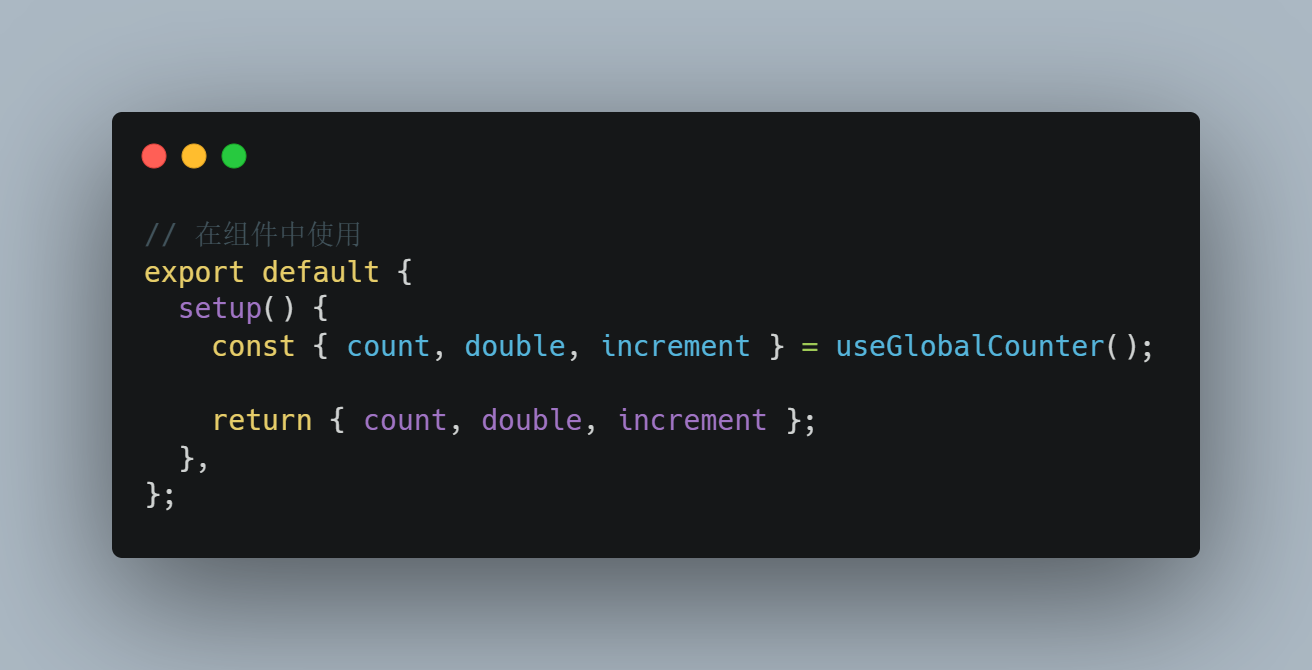 // 在组件中使用
export default {
  setup() {
    const { count, double, increment } = useGlobalCounter();

    return { count, double, increment };
  },
};